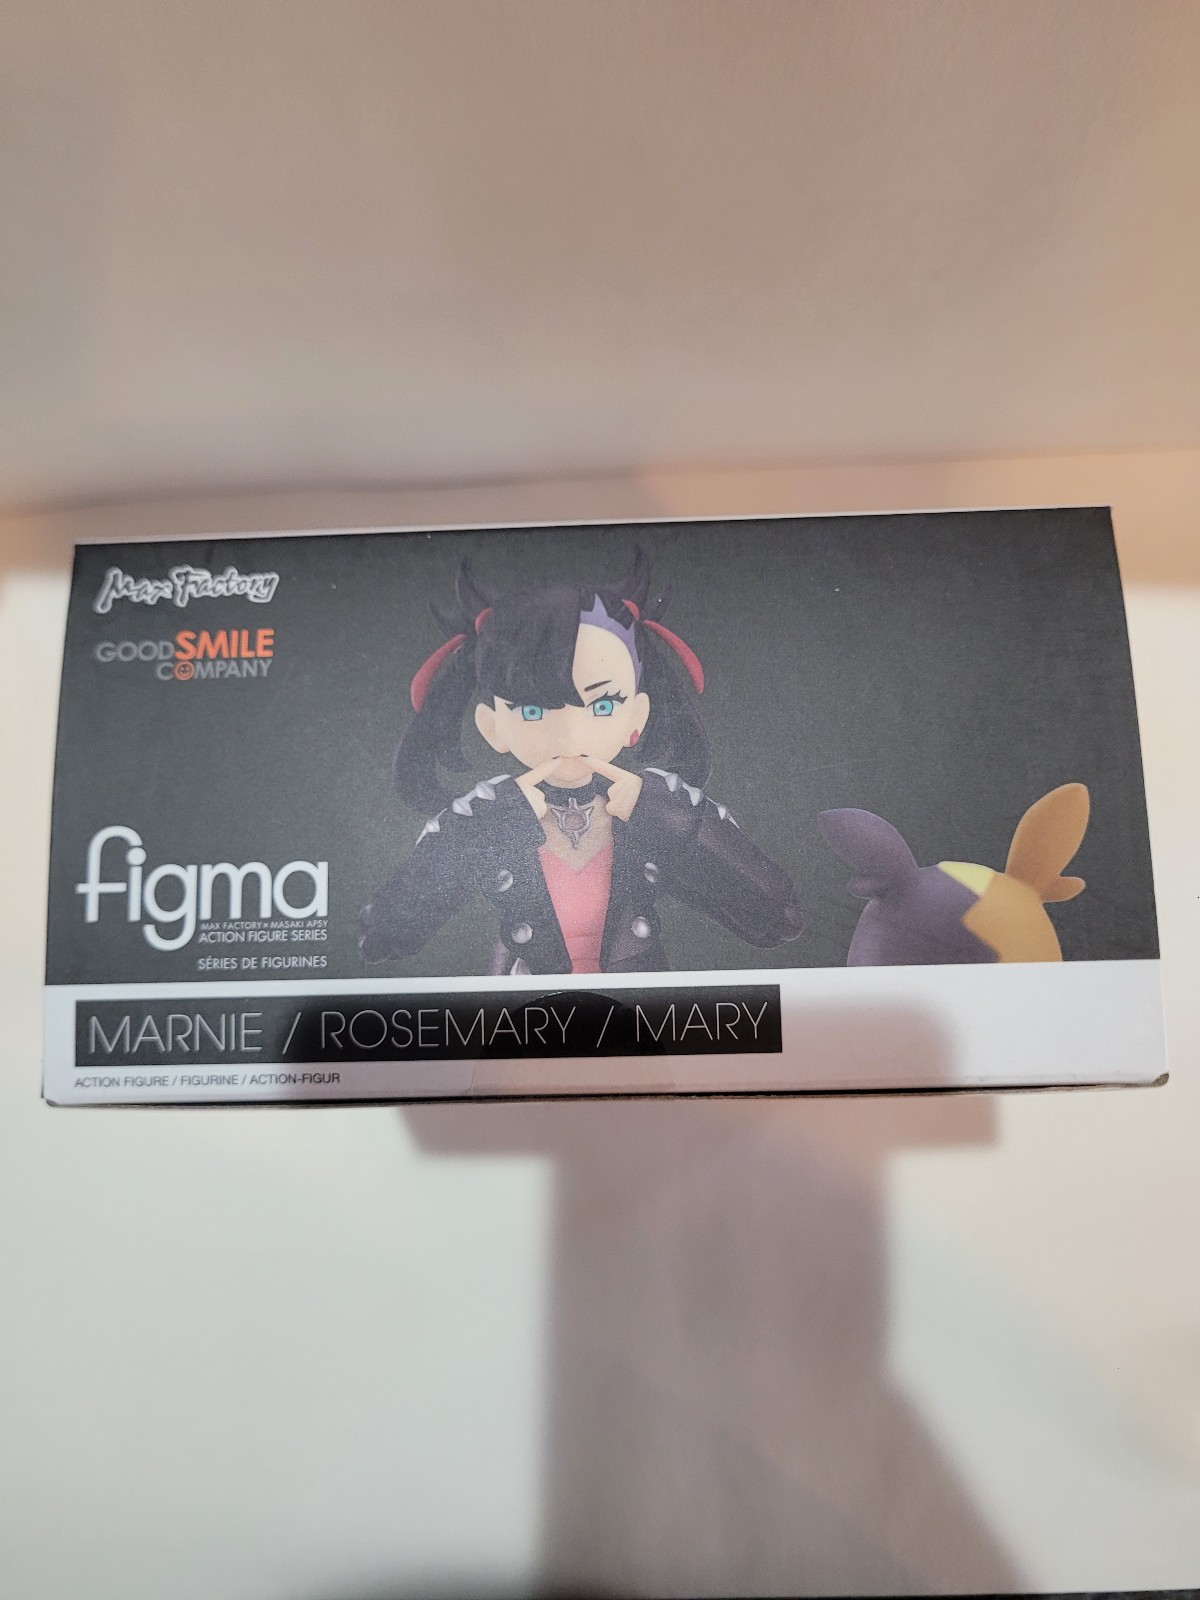 Max Factory
GOOD SMILE
COMPANY
figma
MAX FACTORY × MASAKI APSY
ACTION FIGURE SERIES
SÉRIES DE FIGURINES
MARNIE / ROSEMARY / MARY
ACTION FIGURE / FIGURINE / ACTION-FIGUR